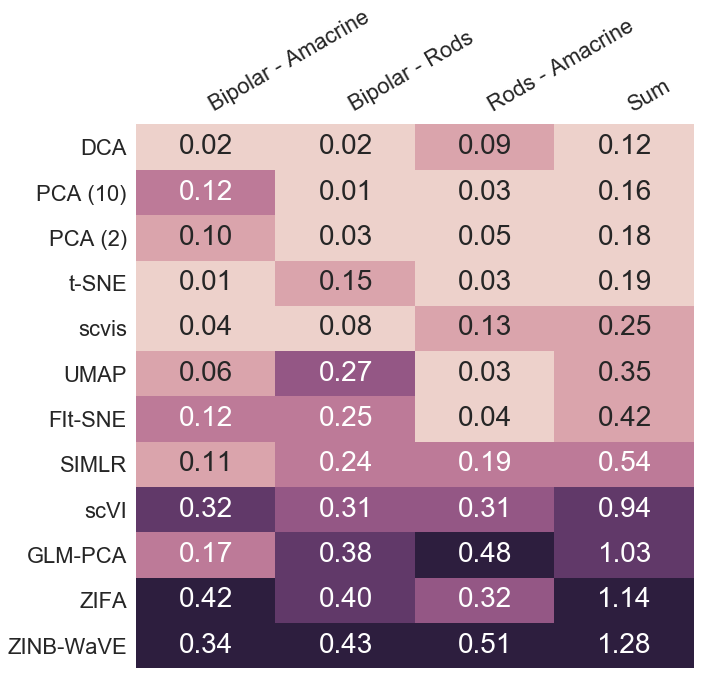 Bipolar - Amacrine Bipolar - Rods Rods - Amacrine Sum
DCA 0.02 0.02 0.09 0.12
PCA (10) 0.12 0.01 0.03 0.16
PCA (2) 0.10 0.03 0.05 0.18
t-SNE 0.01 0.15 0.03 0.19
scvis 0.04 0.08 0.13 0.25
UMAP 0.06 0.27 0.03 0.35
FIt-SNE 0.12 0.25 0.04 0.42
SIMLR 0.11 0.24 0.19 0.54
scVI 0.32 0.31 0.31 0.94
GLM-PCA 0.17 0.38 0.48 1.03
ZIFA 0.42 0.40 0.32 1.14
ZINB-WaVE 0.34 0.43 0.51 1.28